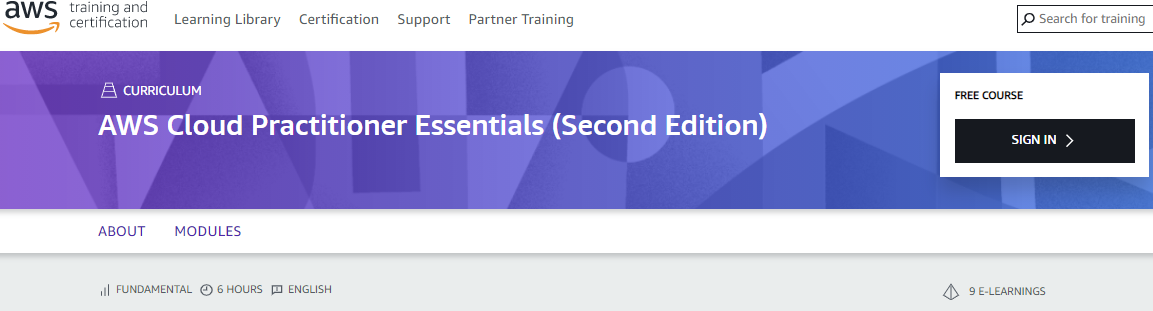 aws training and certification
Learning Library Certification Support Partner Training
Search for training
CURRICULUM
AWS Cloud Practitioner Essentials (Second Edition)
FREE COURSE
SIGN IN
ABOUT MODULES
FUNDAMENTAL 6 HOURS ENGLISH
9 E-LEARNINGS